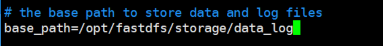 # the base path to store data and log files
base_path=/opt/fastdfs/storage/data_log